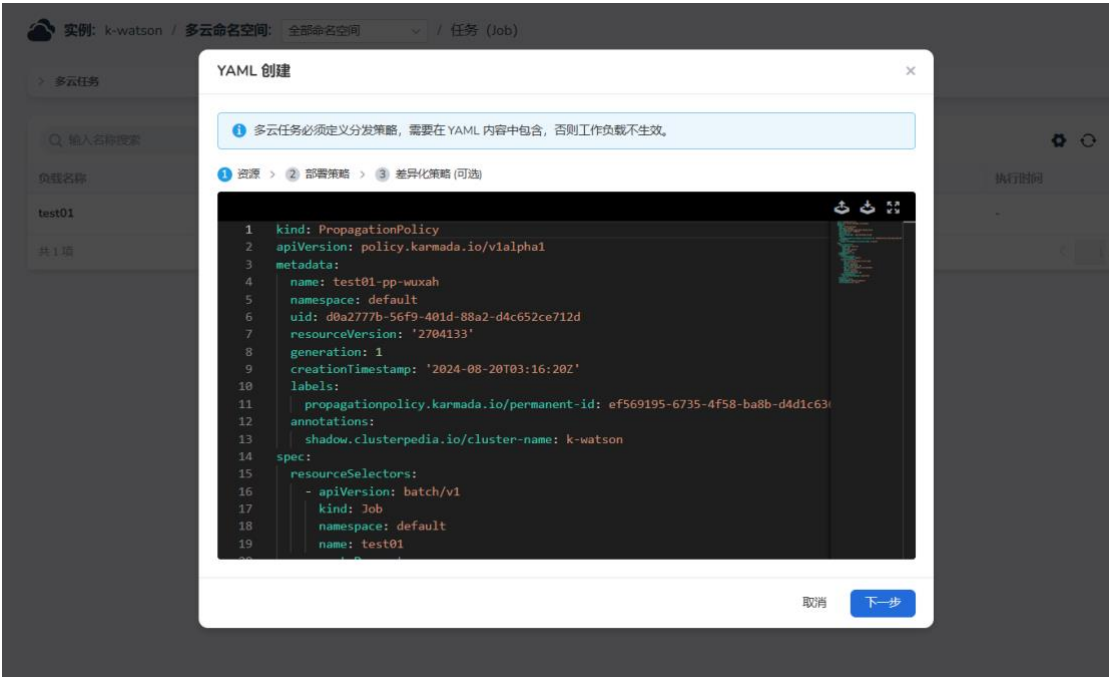 实例: k-watson / 多云命名空间: 全部命名空间 / 任务 (Job)
多云任务
YAML 创建
多云任务必须定义分发策略，需要在 YAML 内容中包含，否则工作负载不生效。
输入名称搜索
1 资源 > 2 部署策略 > 3 差异化策略 (可选)
负载名称
执行时间
test01
-
共 1 项
1 kind: PropagationPolicy
2 apiVersion: policy.karmada.io/v1alpha1
3 metadata:
4 name: test01-pp-wuxah
5 namespace: default
6 uid: d0a2777b-56f9-401d-88a2-d4c652ce712d
7 resourceVersion: '2704133'
8 generation: 1
9 creationTimestamp: '2024-08-20T03:16:20Z'
10 labels:
11 propagationpolicy.karmada.io/permanent-id: ef569195-6735-4f58-ba8b-d4d1c63
12 annotations:
13 shadow.clusterpedia.io/cluster-name: k-watson
14 spec:
15 resourceSelectors:
16 - apiVersion: batch/v1
17 kind: Job
18 namespace: default
19 name: test01
取消
下一步